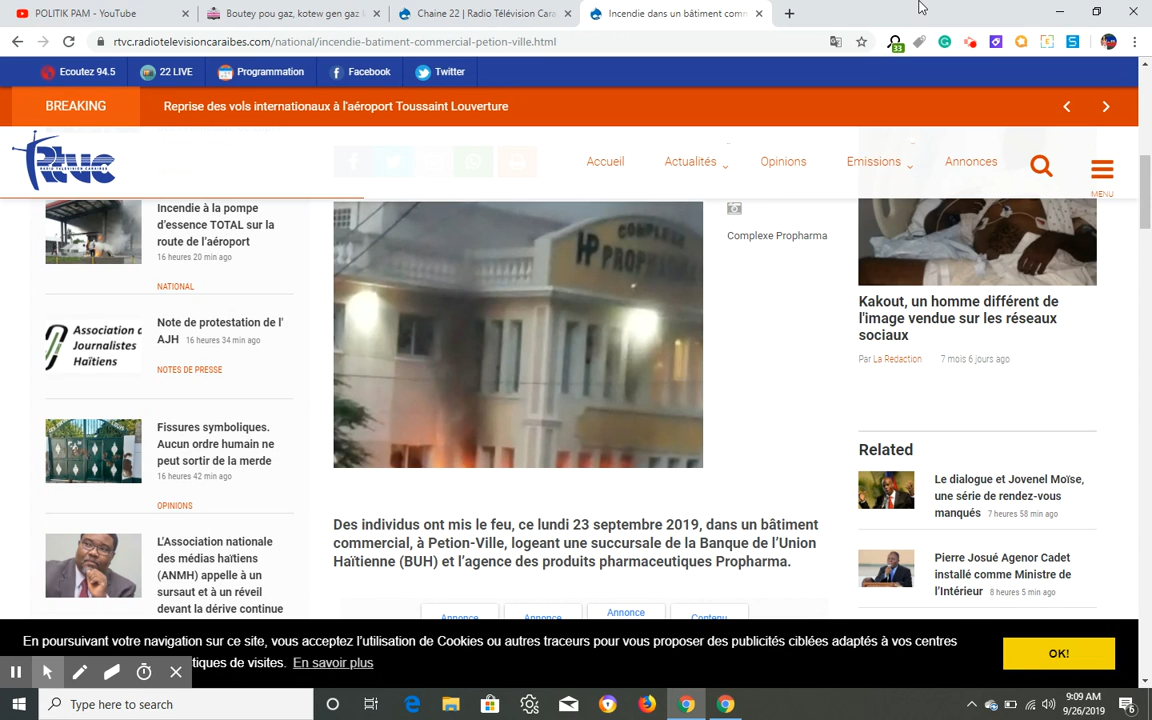 POLITIK PAM - YouTube
Boutey pou gaz, kotew gen gaz
Chaine 22 | Radio Télévision Cara
Incendie dans un bâtiment comm
rtvc.radiotelevisioncaraibes.com/national/incendie-batiment-commercial-petion-ville.html
33
Ecoutez 94.5
22 LIVE
Programmation
Facebook
Twitter
BREAKING
Reprise des vols internationaux à l'aéroport Toussaint Louverture
Rtvc
RADIO TELEVISION CARAIBES
Accueil
Actualités
Opinions
Emissions
Annonces
MENU
Incendie à la pompe
d'essence TOTAL sur la
route de l'aéroport
16 heures 20 min ago
NATIONAL
Association d
Journalistes
Haïtiens
Note de protestation de l'
AJH 16 heures 34 min ago
NOTES DE PRESSE
Fissures symboliques.
Aucun ordre humain ne
peut sortir de la merde
16 heures 42 min ago
OPINIONS
L'Association nationale
des médias haïtiens
(ANMH) appelle à un
sursaut et à un réveil
devant la dérive continue
COMPLEXE
HP PROPHARMA
Complexe Propharma
Des individus ont mis le feu, ce lundi 23 septembre 2019, dans un bâtiment
commercial, à Petion-Ville, logeant une succursale de la Banque de l'Union
Haïtienne (BUH) et l'agence des produits pharmaceutiques Propharma.
Annonce
Annonce
Annonce
Contenu
Kakout, un homme différent de
l'image vendue sur les réseaux
sociaux
Par La Redaction 7 mois 6 jours ago
Related
Le dialogue et Jovenel Moïse,
une série de rendez-vous
manqués 7 heures 58 min ago
Pierre Josué Agenor Cadet
installé comme Ministre de
l'Intérieur 8 heures 5 min ago
En poursuivant votre navigation sur ce site, vous acceptez l'utilisation de Cookies ou autres traceurs pour vous proposer des publicités ciblées adaptés à vos centres
tiques de visites. En savoir plus
OK!
Type here to search
9:09 AM
9/26/2019
6